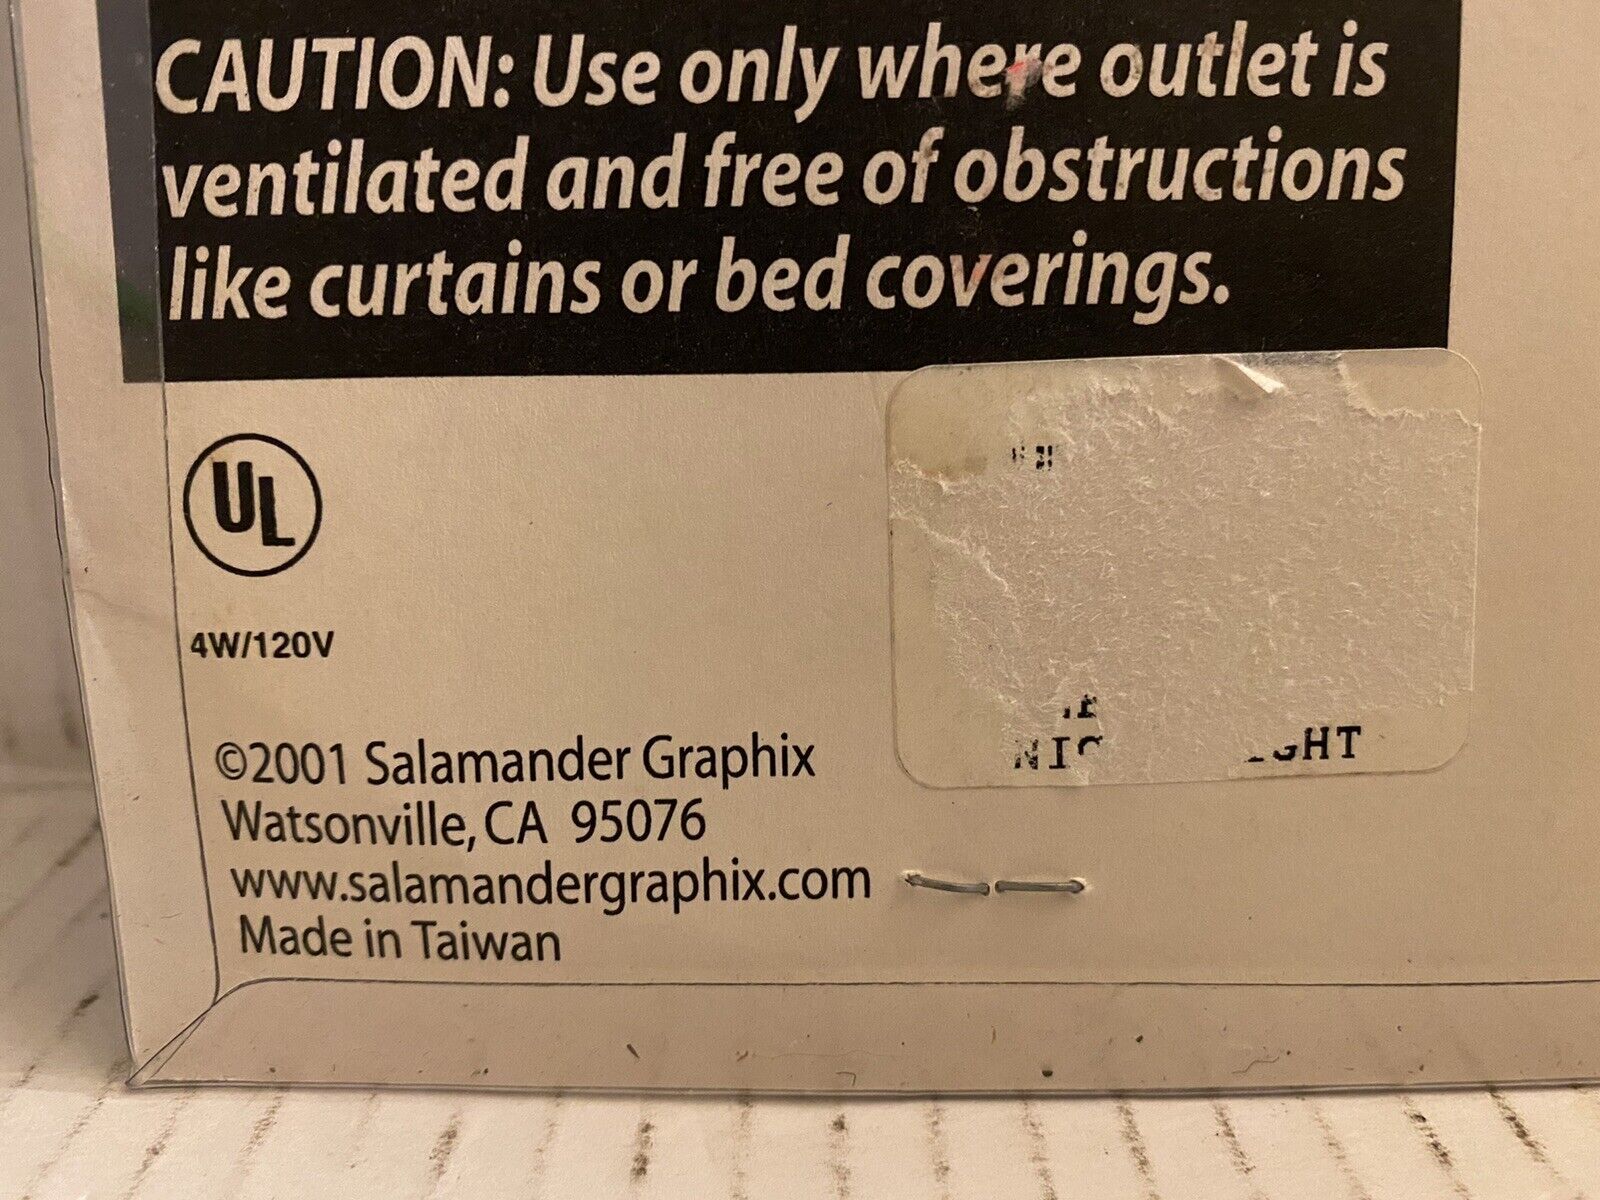 CAUTION: Use only where outlet is
ventilated and free of obstructions
like curtains or bed coverings.
UL
4W/120V
©2001 Salamander Graphix
Watsonville, CA 95076
www.salamandergraphix.com
Made in Taiwan